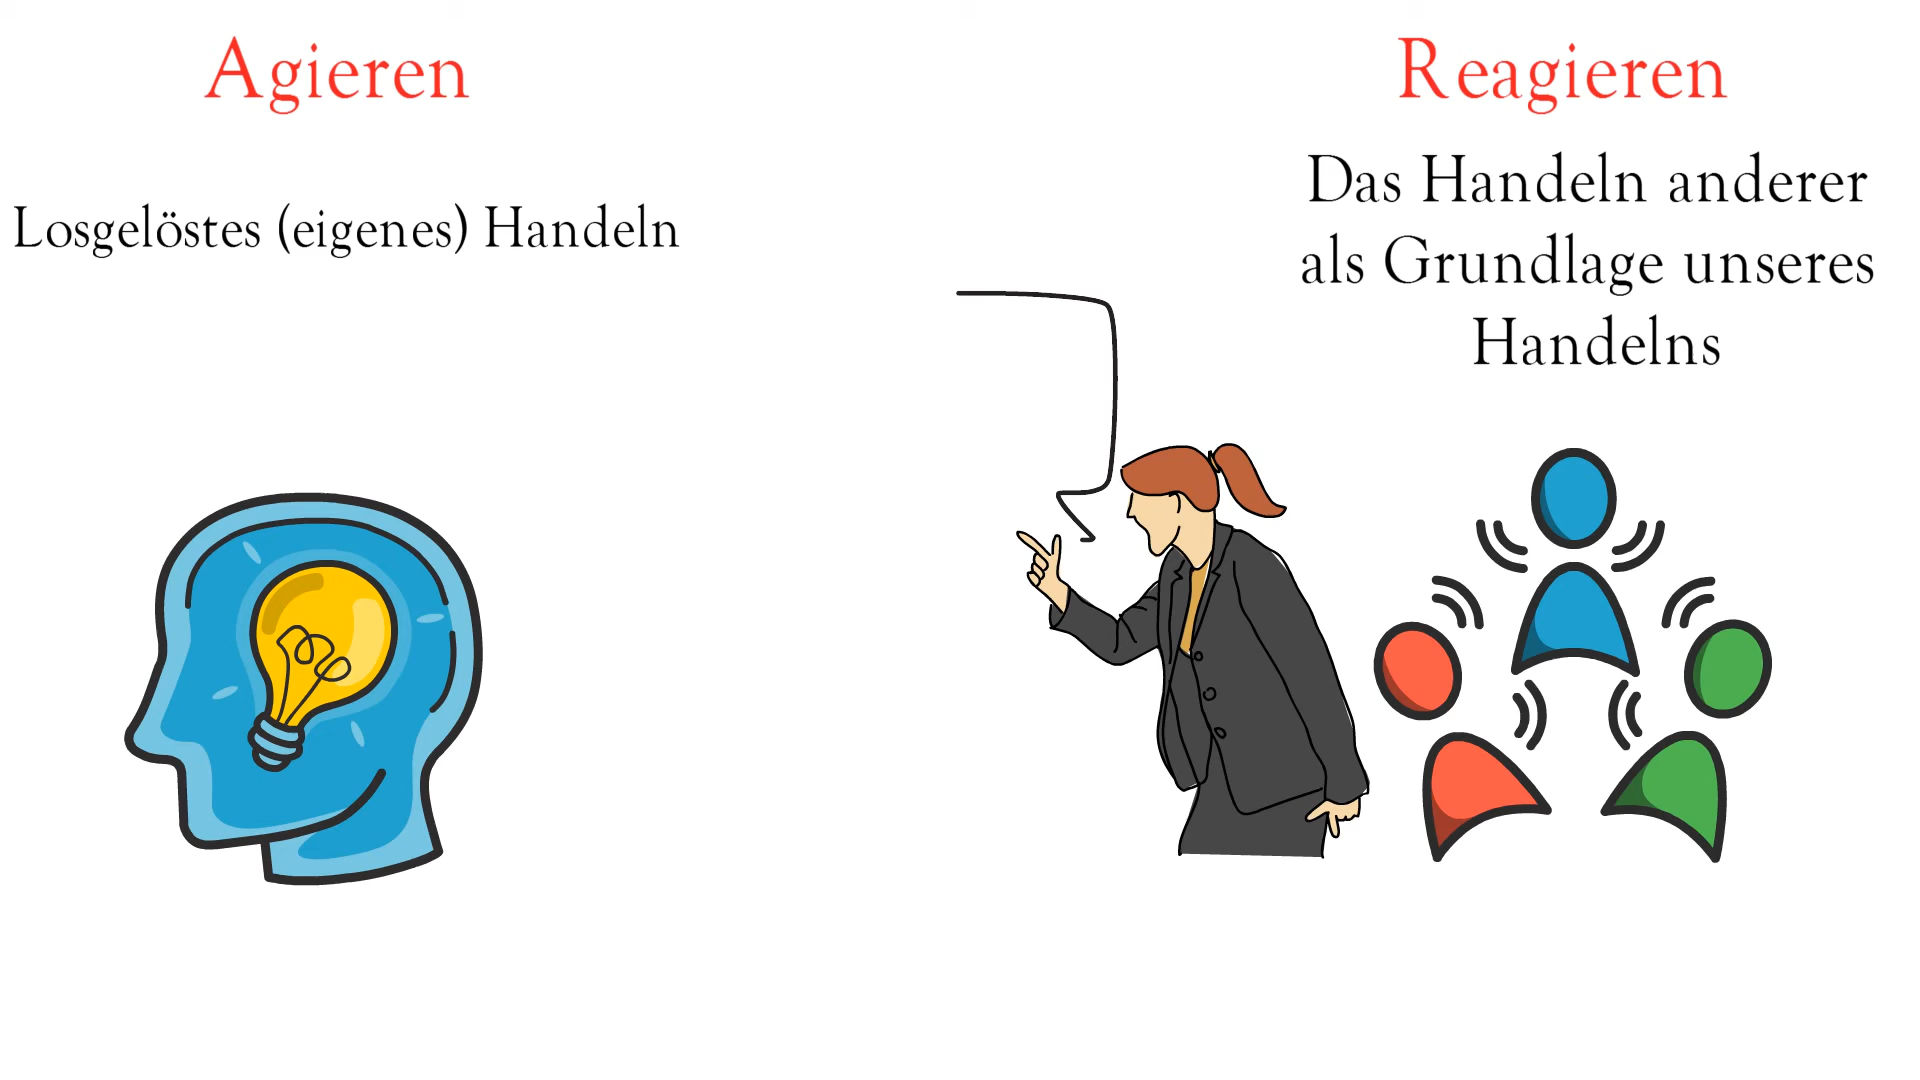 Agieren
Losgelöstes (eigenes) Handeln
Reagieren
Das Handeln anderer
als Grundlage unseres
Handelns